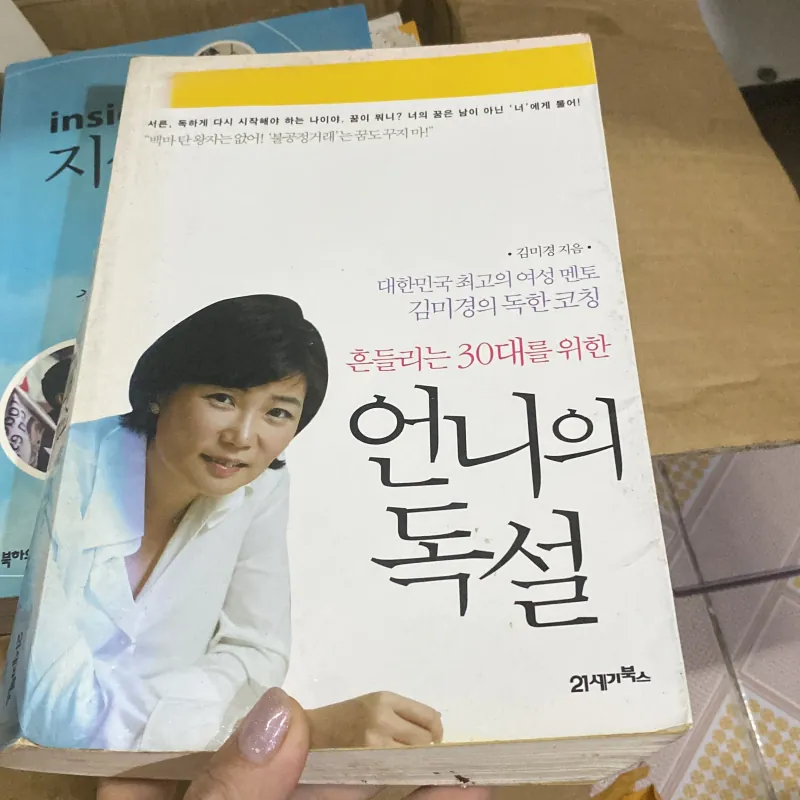 서른, 독하게 다시 시작해야 하는 나이야. 꿈이 뭐니? 너의 꿈은 남이 아닌 '너'에게 물어!
"백마 탄 왕자는 없어! '불공정거래'는 꿈도 꾸지 마!"
• 김미경 지음 •
대한민국 최고의 여성 멘토
김미경의 독한 코칭
흔들리는 30대를 위한
언니의
독설
21세기북스
insi